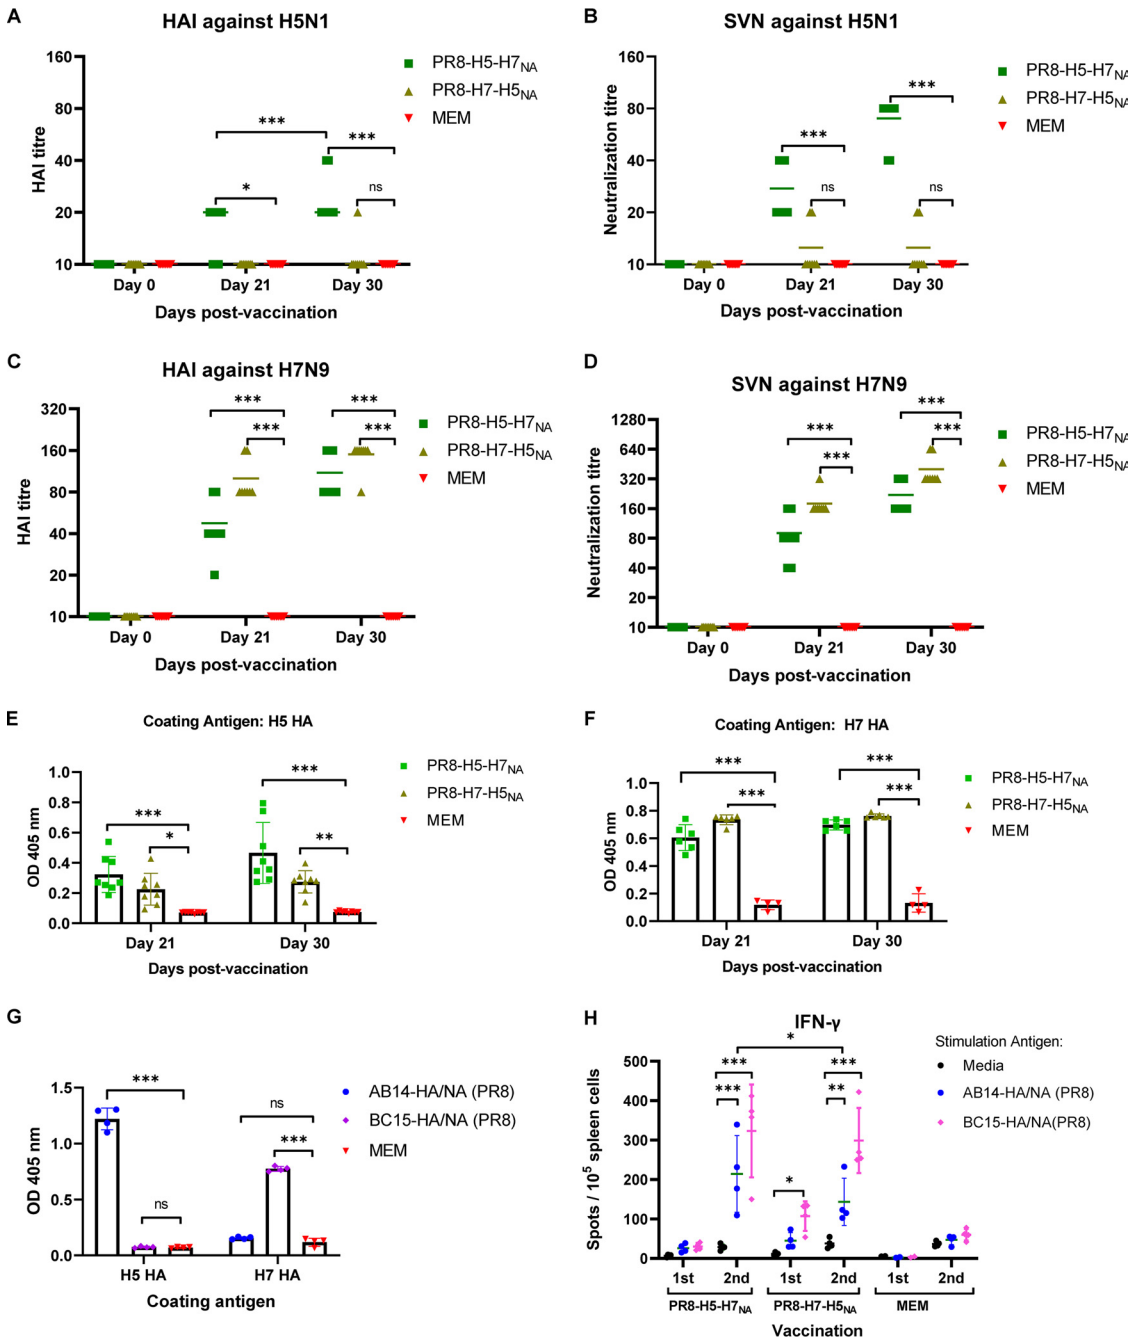 A
HAI against H5N1
HAI titre
160
80
40
20
10
***
***
*
ns
Day 0
Day 21
Day 30
Days post-vaccination
PR8-H5-H7NA
PR8-H7-H5NA
MEM
B
SVN against H5N1
Neutralization titre
160
80
40
20
10
***
***
ns
ns
Day 0
Day 21
Day 30
Days post-vaccination
PR8-H5-H7NA
PR8-H7-H5NA
MEM
C
HAI against H7N9
HAI titre
320
160
80
40
20
10
***
***
***
***
Day 0
Day 21
Day 30
Days post-vaccination
PR8-H5-H7NA
PR8-H7-H5NA
MEM
D
SVN against H7N9
Neutralization titre
1280
640
320
160
80
40
20
10
***
***
***
***
Day 0
Day 21
Day 30
Days post-vaccination
PR8-H5-H7NA
PR8-H7-H5NA
MEM
E
Coating Antigen: H5 HA
OD 405 nm
1.0
0.8
0.6
0.4
0.2
0.0
***
***
*
**
Day 21
Day 30
Days post-vaccination
PR8-H5-H7NA
PR8-H7-H5NA
MEM
F
Coating Antigen: H7 HA
OD 405 nm
1.0
0.8
0.6
0.4
0.2
0.0
***
***
***
***
Day 21
Day 30
Days post-vaccination
PR8-H5-H7NA
PR8-H7-H5NA
MEM
G
OD 405 nm
1.5
1.0
0.5
0.0
***
ns
ns
***
H5 HA
H7 HA
Coating antigen
AB14-HA/NA (PR8)
BC15-HA/NA (PR8)
MEM
H
IFN-γ
Spots / 10⁵ spleen cells
500
400
300
200
100
0
*
***
***
***
**
*
1st
2nd
1st
2nd
1st
2nd
PR8-H5-H7NA
PR8-H7-H5NA
MEM
Vaccination
Stimulation Antigen:
Media
AB14-HA/NA (PR8)
BC15-HA/NA(PR8)